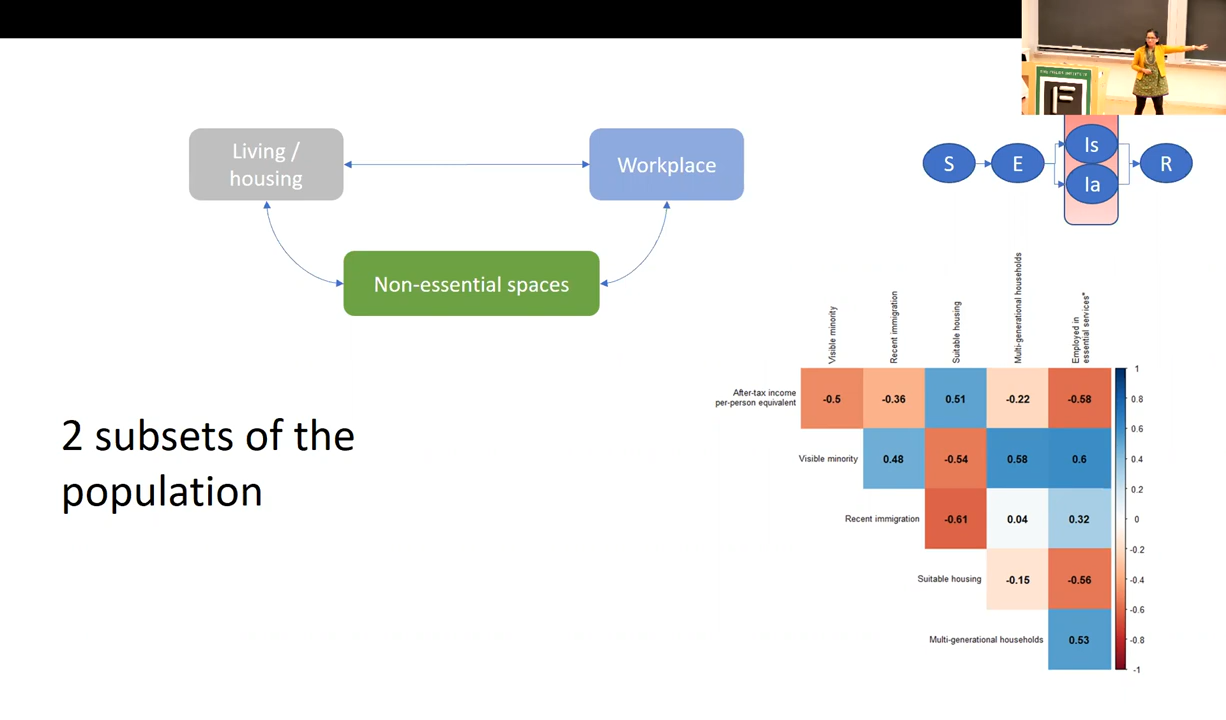 Living /
housing
Workplace
Non-essential spaces
S
E
Is
Ia
R
2 subsets of the
population
Visible minority
Recent immigration
Suitable housing
Multi-generational households
Employed in
essential services*
After-tax income
per-person equivalent
-0.5
-0.36
0.51
-0.22
-0.58
Visible minority
0.48
-0.54
0.58
0.6
Recent immigration
-0.61
0.04
0.32
Suitable housing
-0.15
-0.56
Multi-generational households
0.53
1
0.8
0.6
0.4
0.2
0
-0.2
-0.4
-0.6
-0.8
-1